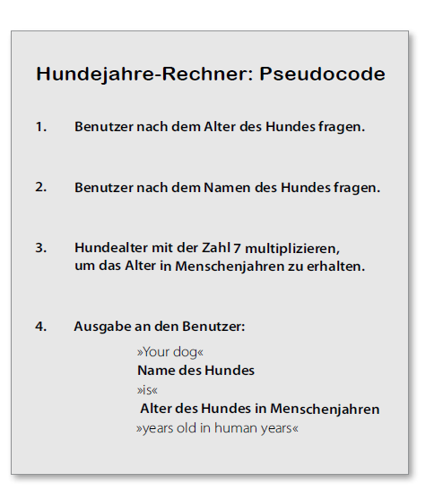 Hundejahre-Rechner: Pseudocode
1. Benutzer nach dem Alter des Hundes fragen.
2. Benutzer nach dem Namen des Hundes fragen.
3. Hundealter mit der Zahl 7 multiplizieren,
um das Alter in Menschenjahren zu erhalten.
4. Ausgabe an den Benutzer:
»Your dog«
Name des Hundes
»is«
Alter des Hundes in Menschenjahren
»years old in human years«